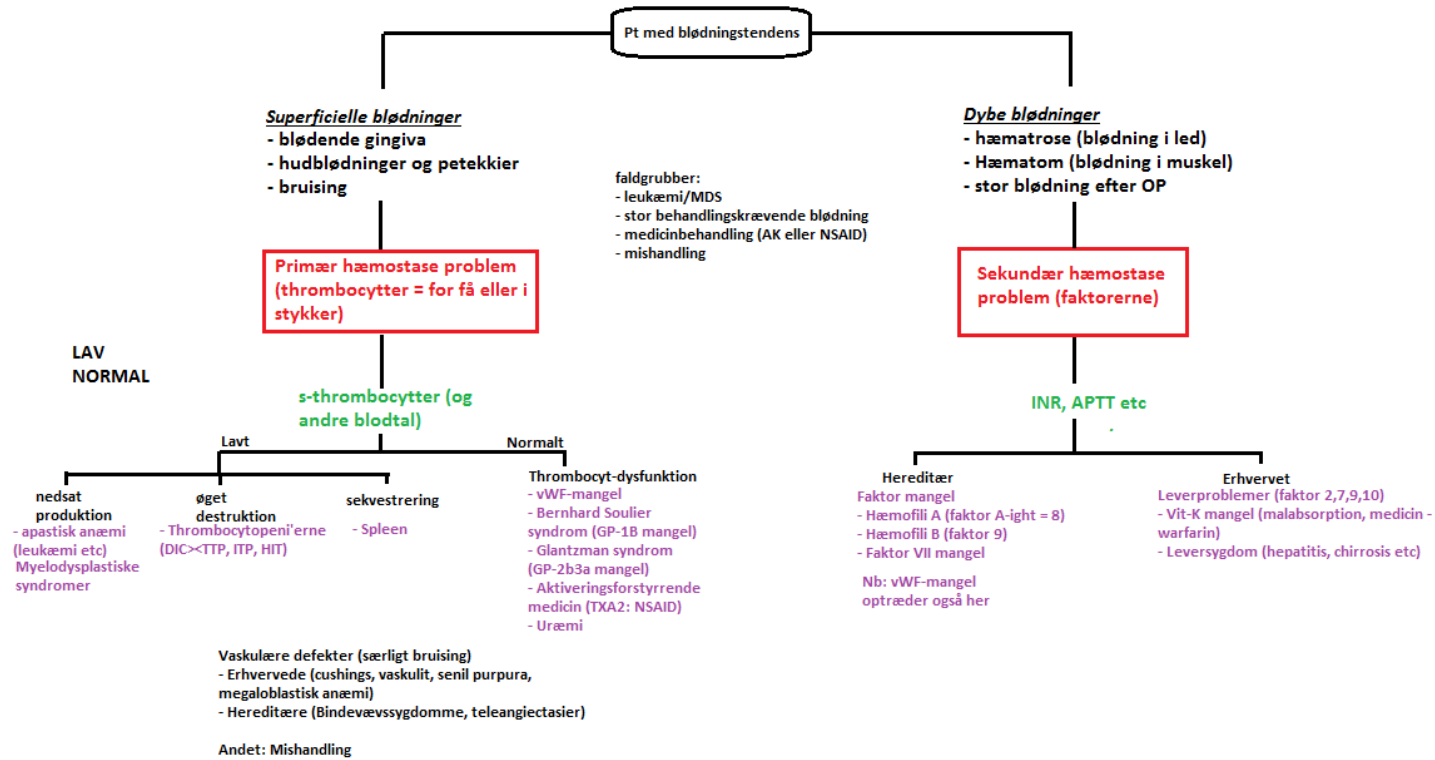 Pt med blødningstendens
Superficielle blødninger
- blødende gingiva
- hudblødninger og petekkier
- bruising
Dybe blødninger
- hæmatrose (blødning i led)
- Hæmatom (blødning i muskel)
- stor blødning efter OP
faldgrubber:
- leukæmi/MDS
- stor behandlingskrævende blødning
- medicinbehandling (AK eller NSAID)
- mishandling
Primær hæmostase problem
(thrombocytter = for få eller i
stykker)
Sekundær hæmostase
problem (faktorerne)
LAV
NORMAL
s-thrombocytter (og
andre blodtal)
INR, APTT etc
Lavt
Normalt
nedsat
produktion
- apastisk anæmi
(leukæmi etc)
Myelodysplastiske
syndromer
øget
destruktion
- Thrombocytopeni'erne
(DIC><TTP, ITP, HIT)
sekvestrering
- Spleen
Thrombocyt-dysfunktion
- vWF-mangel
- Bernhard Soulier
syndrom (GP-1B mangel)
- Glantzman syndrom
(GP-2b3a mangel)
- Aktiveringsforstyrrende
medicin (TXA2: NSAID)
- Uræmi
Hereditær
Faktor mangel
- Hæmofili A (faktor A-ight = 8)
- Hæmofili B (faktor 9)
- Faktor VII mangel
Nb: vWF-mangel
optræder også her
Erhvervet
Leverproblemer (faktor 2,7,9,10)
- Vit-K mangel (malabsorption, medicin -
warfarin)
- Leversygdom (hepatitis, chirrosis etc)
Vaskulære defekter (særligt bruising)
- Erhvervede (cushings, vaskulit, senil purpura,
megaloblastisk anæmi)
- Hereditære (Bindevævssygdomme, teleangiectasier)
Andet: Mishandling